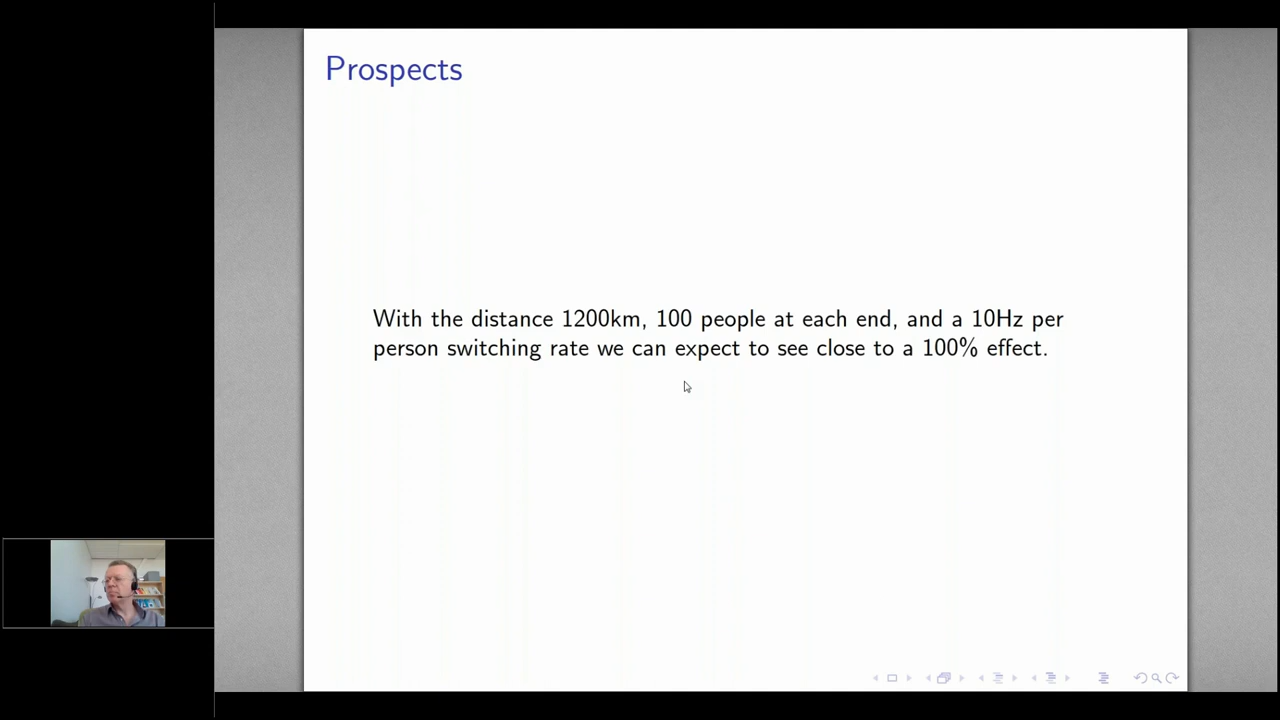 Prospects
With the distance 1200km, 100 people at each end, and a 10Hz per
person switching rate we can expect to see close to a 100% effect.